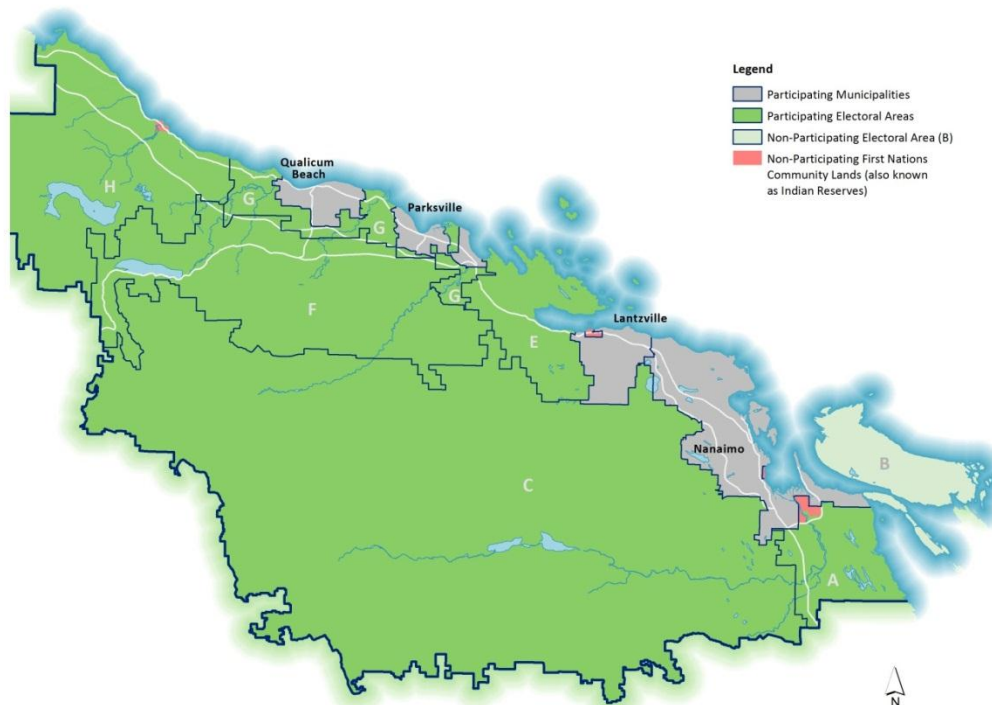 Legend
Participating Municipalities
Participating Electoral Areas
Non-Participating Electoral Area (B)
Non-Participating First Nations
Community Lands (also known
as Indian Reserves)
Qualicum
Beach
H
G
Parksville
G
G
F
Lantzville
E
Nanaimo
B
C
A
N